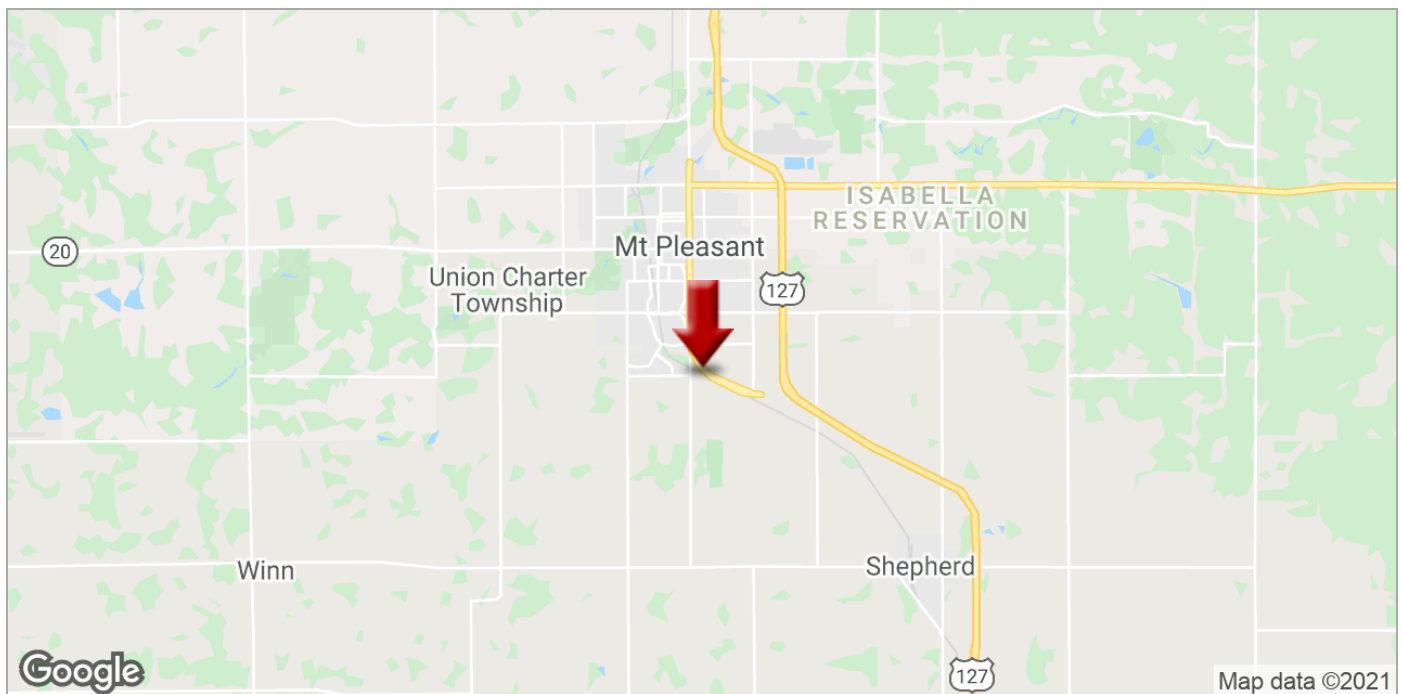 ISABELLA
RESERVATION
20
Mt Pleasant
Union Charter
Township
127
Winn
Shepherd
127
Google
Map data ©2021